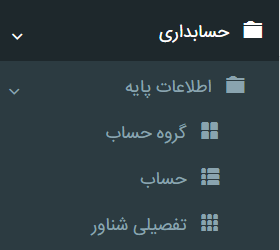 حسابداری
اطلاعات پایه
گروه حساب
حساب
تفصیلی شناور